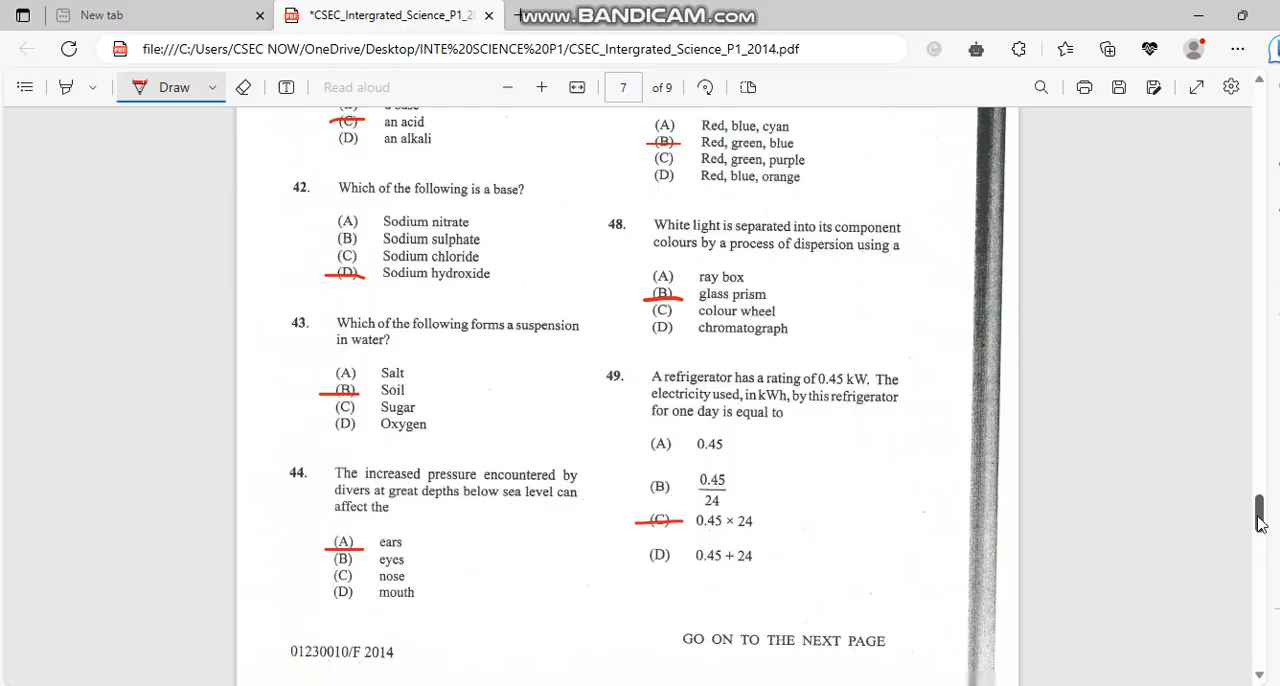 New tab
*CSEC_Intergrated_Science_P1_2
www.BANDICAM.com
file:///C:/Users/CSEC NOW/OneDrive/Desktop/INTE%20SCIENCE%20P1/CSEC_Intergrated_Science_P1_2014.pdf
Draw
Read aloud
7 of 9
(C) an acid
(D) an alkali
42. Which of the following is a base?
(A) Sodium nitrate
(B) Sodium sulphate
(C) Sodium chloride
(D) Sodium hydroxide
43. Which of the following forms a suspension
in water?
(A) Salt
(B) Soil
(C) Sugar
(D) Oxygen
44. The increased pressure encountered by
divers at great depths below sea level can
affect the
(A) ears
(B) eyes
(C) nose
(D) mouth
01230010/F 2014
(A) Red, blue, cyan
(B) Red, green, blue
(C) Red, green, purple
(D) Red, blue, orange
48. White light is separated into its component
colours by a process of dispersion using a
(A) ray box
(B) glass prism
(C) colour wheel
(D) chromatograph
49. A refrigerator has a rating of 0.45 kW. The
electricity used, in kWh, by this refrigerator
for one day is equal to
(A) 0.45
(B) 0.45
24
(C) 0.45 × 24
(D) 0.45 + 24
GO ON TO THE NEXT PAGE